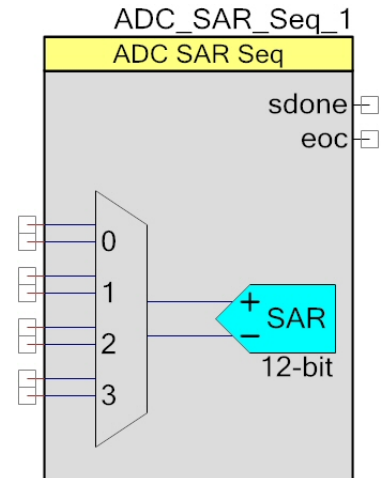 ADC_SAR_Seq_1
ADC SAR Seq
sdone
eoc
0
1
2
3
+
SAR
−
12-bit